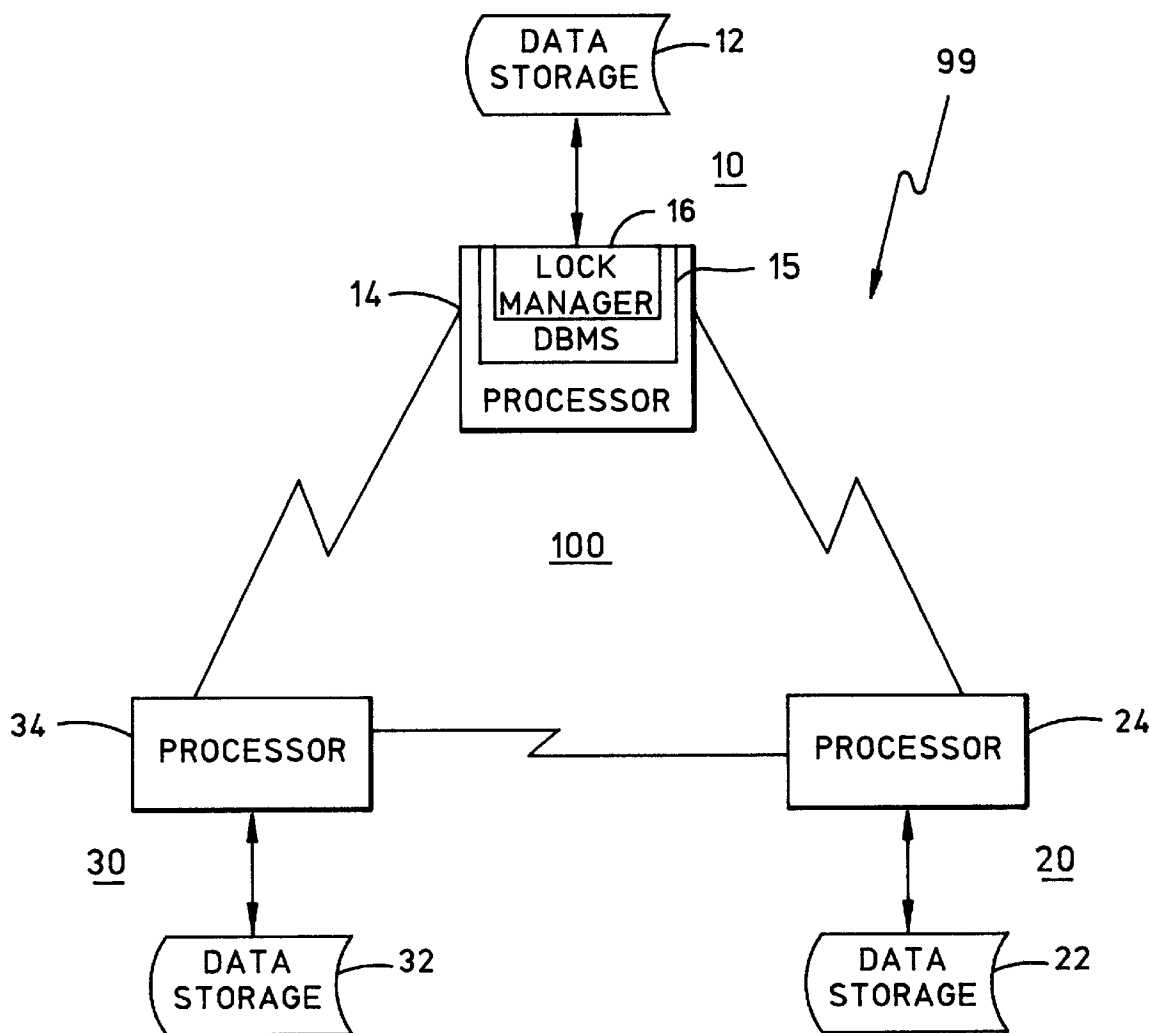 DATA
STORAGE
12
99
10
16
LOCK
MANAGER
15
14
DBMS
PROCESSOR
100
34
PROCESSOR
PROCESSOR
24
30
20
DATA
STORAGE
32
DATA
STORAGE
22